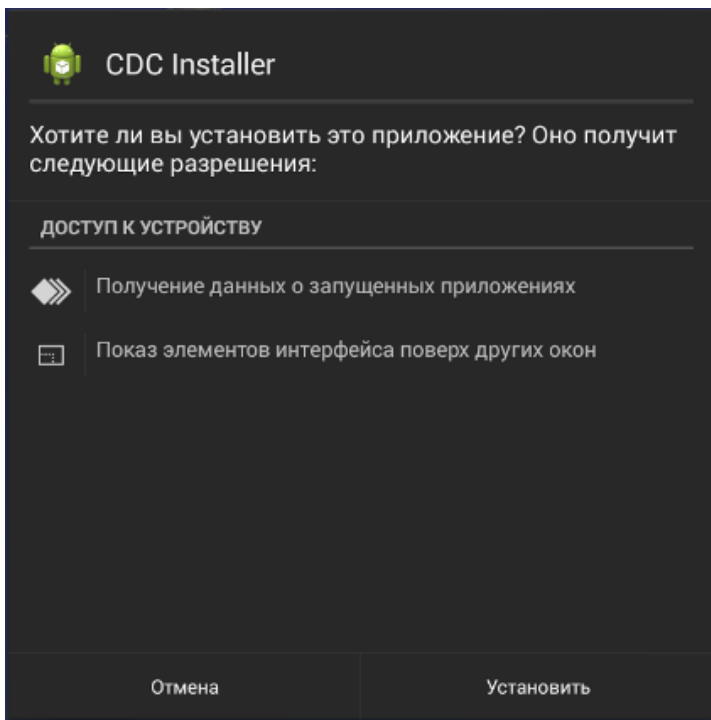 CDC Installer
Хотите ли вы установить это приложение? Оно получит
следующие разрешения:
ДОСТУП К УСТРОЙСТВУ
Получение данных о запущенных приложениях
Показ элементов интерфейса поверх других окон
Отмена
Установить